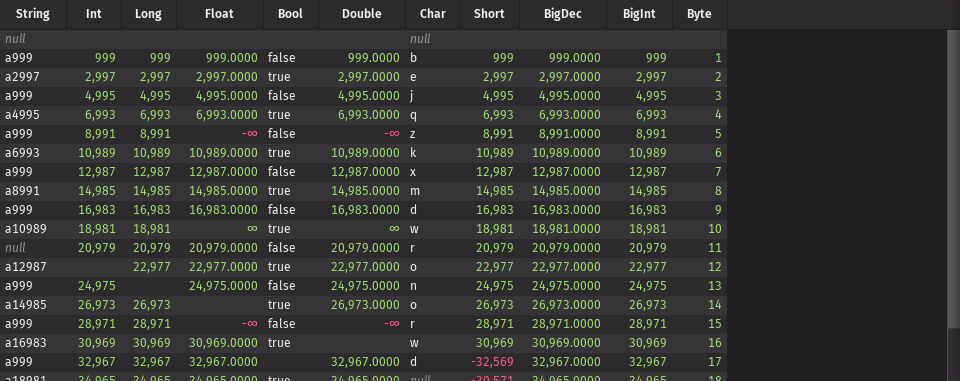 String Int Long Float Bool Double Char Short BigDec BigInt Byte
null null
a999 999 999 999.0000 false 999.0000 b 999 999.0000 999 1
a2997 2,997 2,997 2,997.0000 true 2,997.0000 e 2,997 2,997.0000 2,997 2
a999 4,995 4,995 4,995.0000 false 4,995.0000 j 4,995 4,995.0000 4,995 3
a4995 6,993 6,993 6,993.0000 true 6,993.0000 q 6,993 6,993.0000 6,993 4
a999 8,991 8,991 -∞ false -∞ z 8,991 8,991.0000 8,991 5
a6993 10,989 10,989 10,989.0000 true 10,989.0000 k 10,989 10,989.0000 10,989 6
a999 12,987 12,987 12,987.0000 false 12,987.0000 x 12,987 12,987.0000 12,987 7
a8991 14,985 14,985 14,985.0000 true 14,985.0000 m 14,985 14,985.0000 14,985 8
a999 16,983 16,983 16,983.0000 false 16,983.0000 d 16,983 16,983.0000 16,983 9
a10989 18,981 18,981 ∞ true ∞ w 18,981 18,981.0000 18,981 10
null 20,979 20,979 20,979.0000 false 20,979.0000 r 20,979 20,979.0000 20,979 11
a12987 22,977 22,977.0000 true 22,977.0000 o 22,977 22,977.0000 22,977 12
a999 24,975 24,975.0000 false 24,975.0000 n 24,975 24,975.0000 24,975 13
a14985 26,973 26,973 true 26,973.0000 o 26,973 26,973.0000 26,973 14
a999 28,971 28,971 -∞ false -∞ r 28,971 28,971.0000 28,971 15
a16983 30,969 30,969 30,969.0000 true w 30,969 30,969.0000 30,969 16
a999 32,967 32,967 32,967.0000 32,967.0000 d -32,569 32,967.0000 32,967 17
a18981 34,965 34,965 34,965.0000 true 34,965.0000 null -30,571 34,965.0000 34,965 18